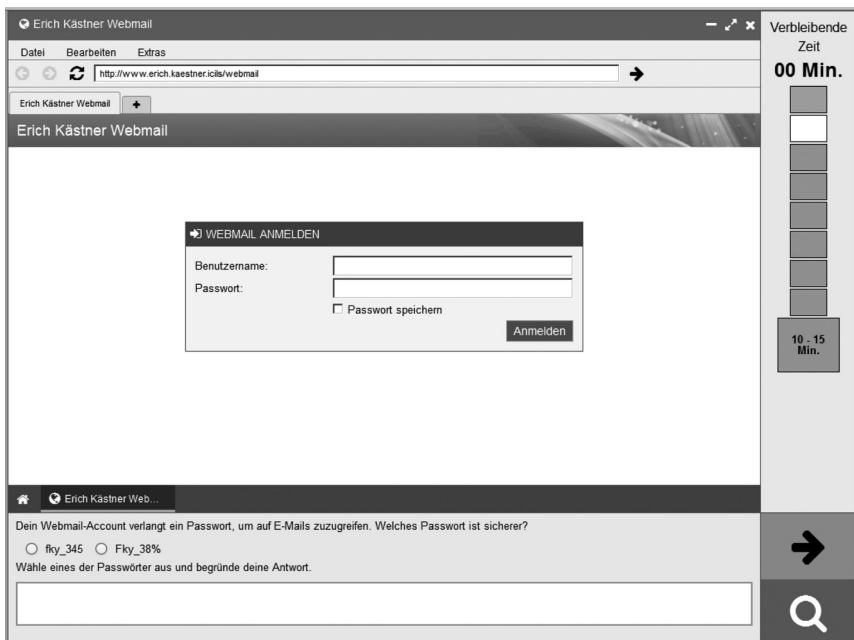 Erich Kästner Webmail
Verbleibende
Zeit
00 Min.
Datei Bearbeiten Extras
http://www.erich.kaestner.icils/webmail
Erich Kästner Webmail +
Erich Kästner Webmail
WEBMAIL ANMELDEN
Benutzername:
Passwort:
Passwort speichern
Anmelden
10 - 15
Min.
Erich Kästner Web...
Dein Webmail-Account verlangt ein Passwort, um auf E-Mails zuzugreifen. Welches Passwort ist sicherer?
fky_345 Fky_38%
Wähle eines der Passwörter aus und begründe deine Antwort.